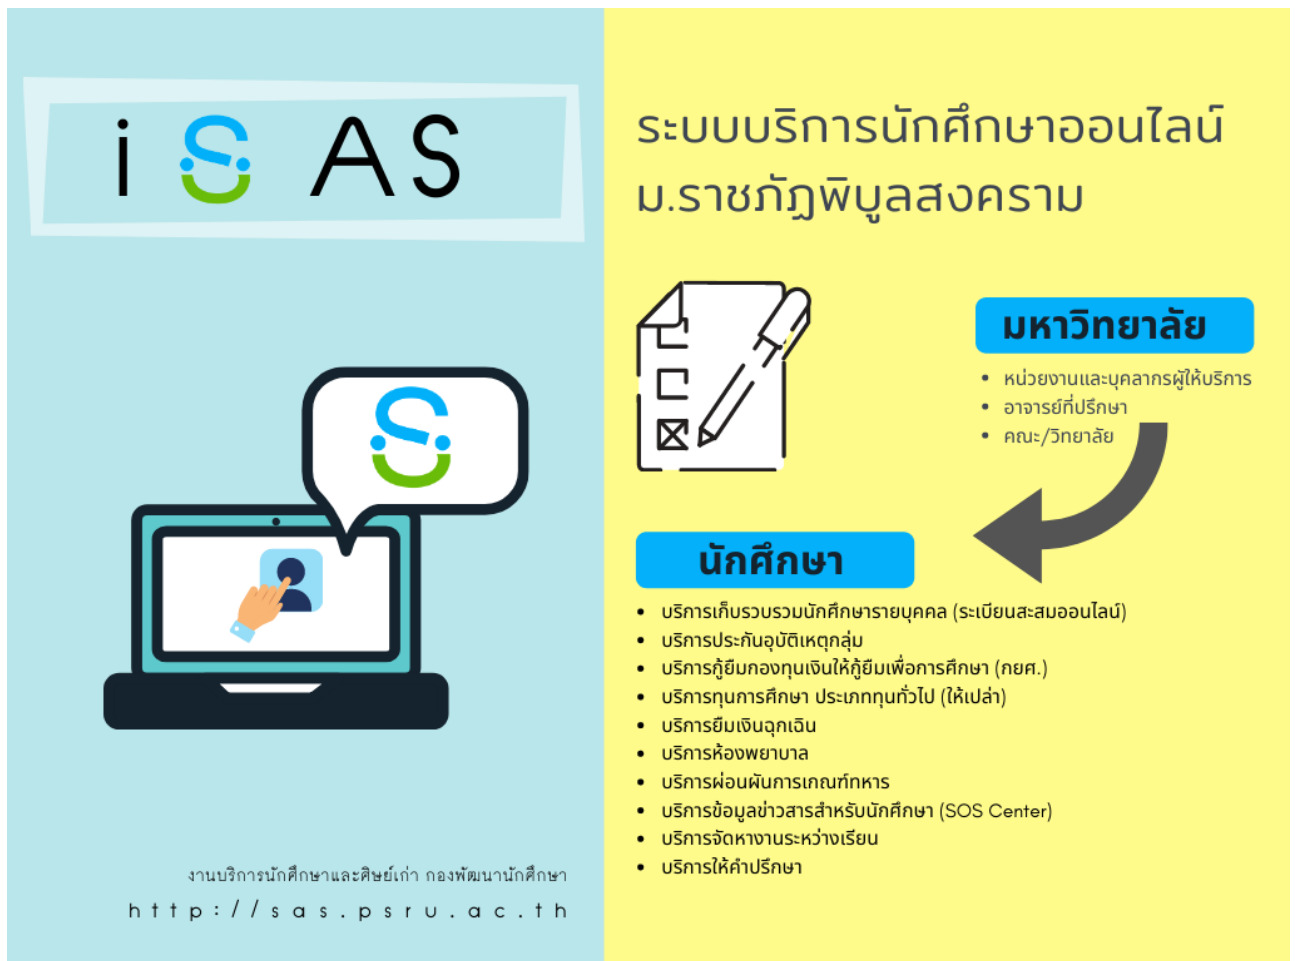 i S AS
งานบริการนักศึกษาและศิษย์เก่า กองพัฒนานักศึกษา
http://sas.psru.ac.th
ระบบบริการนักศึกษาออนไลน์
ม.ราชภัฏพิบูลสงคราม
มหาวิทยาลัย
• หน่วยงานและบุคลากรผู้ให้บริการ
• อาจารย์ที่ปรึกษา
• คณะ/วิทยาลัย
นักศึกษา
• บริการเก็บรวบรวมนักศึกษารายบุคคล (ระเบียนสะสมออนไลน์)
• บริการประกันอุบัติเหตุกลุ่ม
• บริการกู้ยืมกองทุนเงินให้กู้ยืมเพื่อการศึกษา (กยศ.)
• บริการทุนการศึกษา ประเภททุนทั่วไป (ให้เปล่า)
• บริการยืมเงินฉุกเฉิน
• บริการห้องพยาบาล
• บริการผ่อนผันการเกณฑ์ทหาร
• บริการข้อมูลข่าวสารสำหรับนักศึกษา (SOS Center)
• บริการจัดหางานระหว่างเรียน
• บริการให้คำปรึกษา